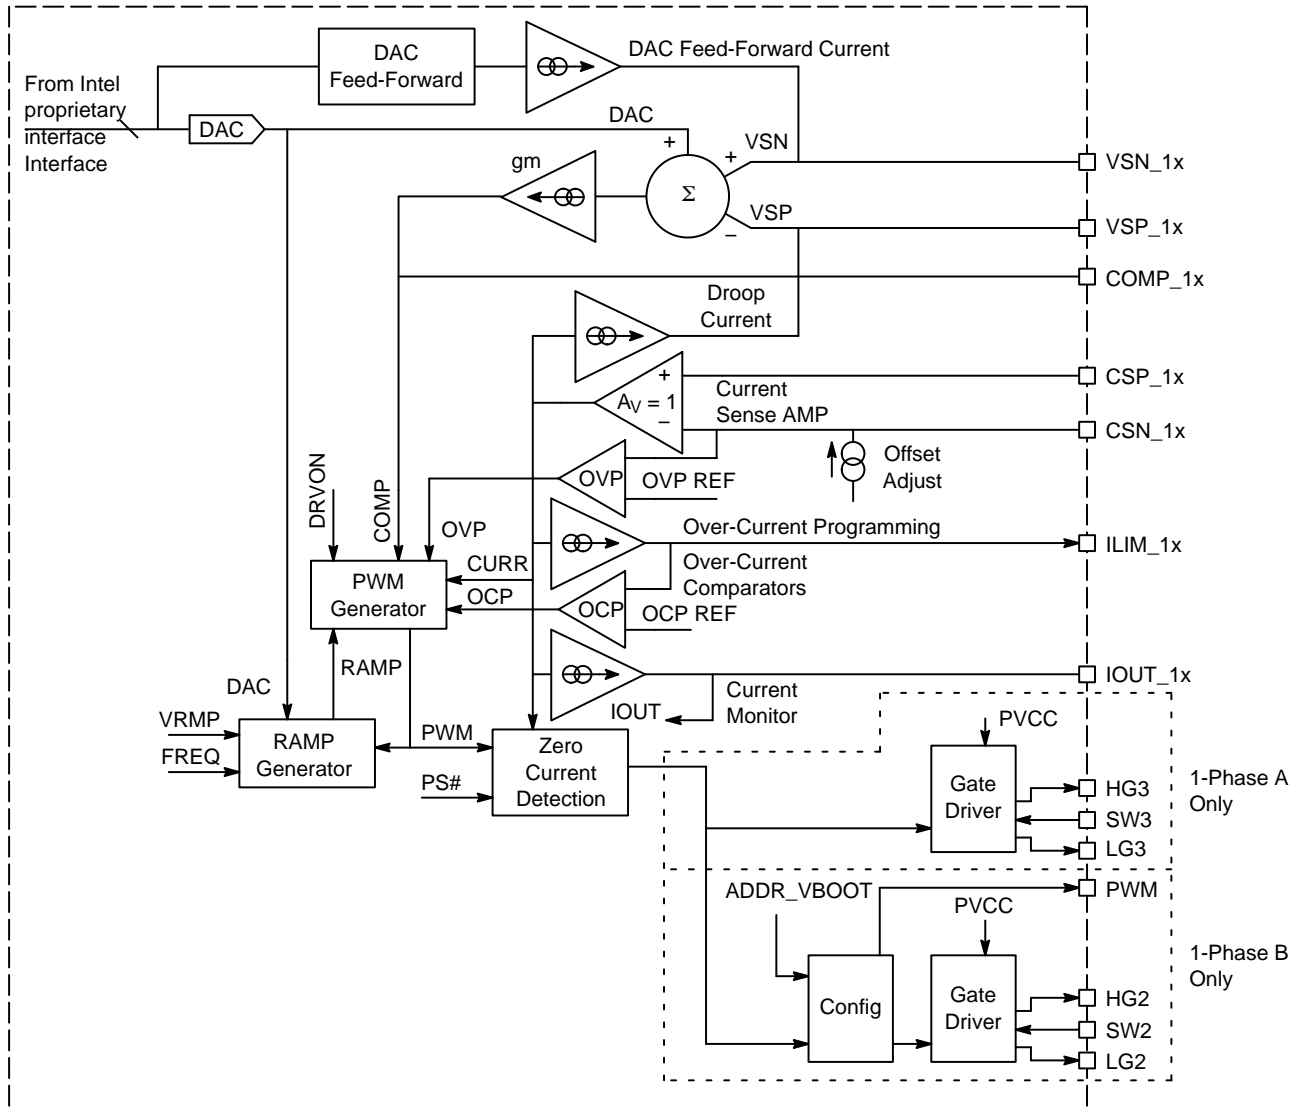 DAC
Feed-Forward
DAC Feed-Forward Current
From Intel
proprietary
interface
Interface
DAC
DAC
+
VSN
+
VSN_1x
gm
Σ
VSP
−
VSP_1x
COMP_1x
Droop
Current
CSP_1x
+
AV = 1
−
Current
Sense AMP
CSN_1x
Offset
Adjust
OVP
OVP REF
DRVON
COMP
OVP
Over-Current Programming
ILIM_1x
CURR
Over-Current
Comparators
PWM
Generator
OCP
OCP
OCP REF
RAMP
DAC
IOUT_1x
IOUT
Current
Monitor
VRMP
FREQ
RAMP
Generator
PWM
PS#
Zero
Current
Detection
PVCC
Gate
Driver
HG3
SW3
LG3
1-Phase A
Only
ADDR_VBOOT
PWM
PVCC
Config
Gate
Driver
HG2
SW2
LG2
1-Phase B
Only